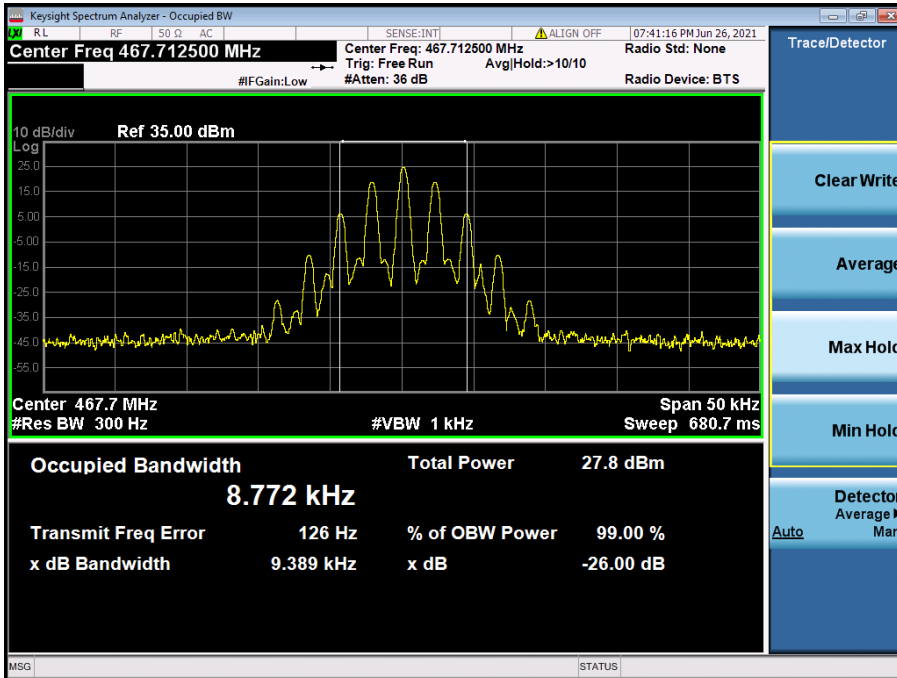 Keysight Spectrum Analyzer - Occupied BW
LXI RL RF 50 Ω AC SENSE:INT ALIGN OFF 07:41:16 PM Jun 26, 2021
Center Freq 467.712500 MHz
Center Freq: 467.712500 MHz
Radio Std: None
Trig: Free Run Avg|Hold:>10/10
#IFGain:Low #Atten: 36 dB Radio Device: BTS
Trace/Detector
10 dB/div Ref 35.00 dBm
Log
25.0
15.0
5.00
-5.00
-15.0
-25.0
-35.0
-45.0
-55.0
Center 467.7 MHz Span 50 kHz
#Res BW 300 Hz #VBW 1 kHz Sweep 680.7 ms
Occupied Bandwidth Total Power 27.8 dBm
8.772 kHz
Transmit Freq Error 126 Hz % of OBW Power 99.00 %
x dB Bandwidth 9.389 kHz x dB -26.00 dB
Clear Write
Average
Max Hold
Min Hold
Detector
Average
Auto Man
MSG STATUS